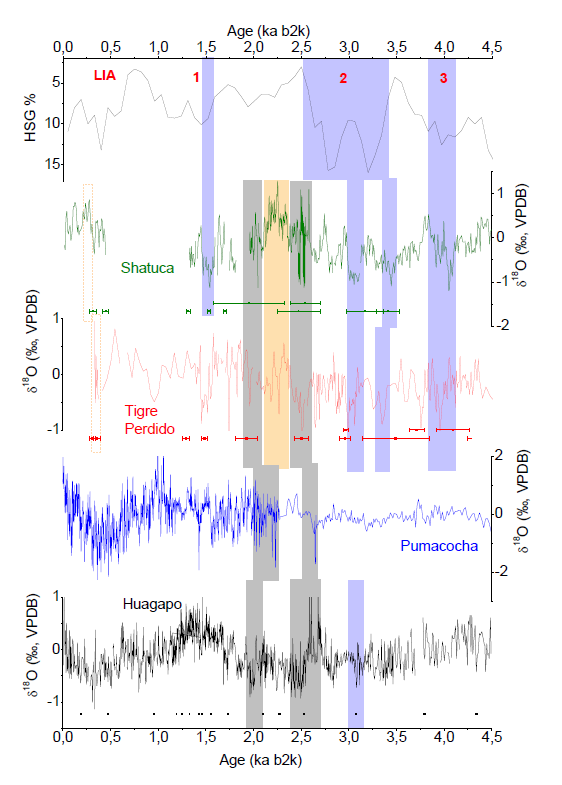 Age (ka b2k)
0,0 0,5 1,0 1,5 2,0 2,5 3,0 3,5 4,0 4,5
LIA 1 2 3
HSG %
5
10
15
Shatuca
δ18O (‰, VPDB)
1
0
-1
-2
δ18O (‰, VPDB)
1
0
-1
Tigre
Perdido
Pumacocha
δ18O (‰, VPDB)
2
0
-2
Huagapo
δ18O (‰, VPDB)
1
0
-1
0,0 0,5 1,0 1,5 2,0 2,5 3,0 3,5 4,0 4,5
Age (ka b2k)